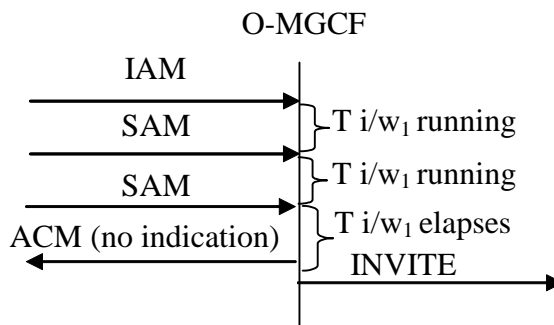 O-MGCF
IAM
T i/w1 running
SAM
T i/w1 running
SAM
T i/w1 elapses
ACM (no indication)
INVITE